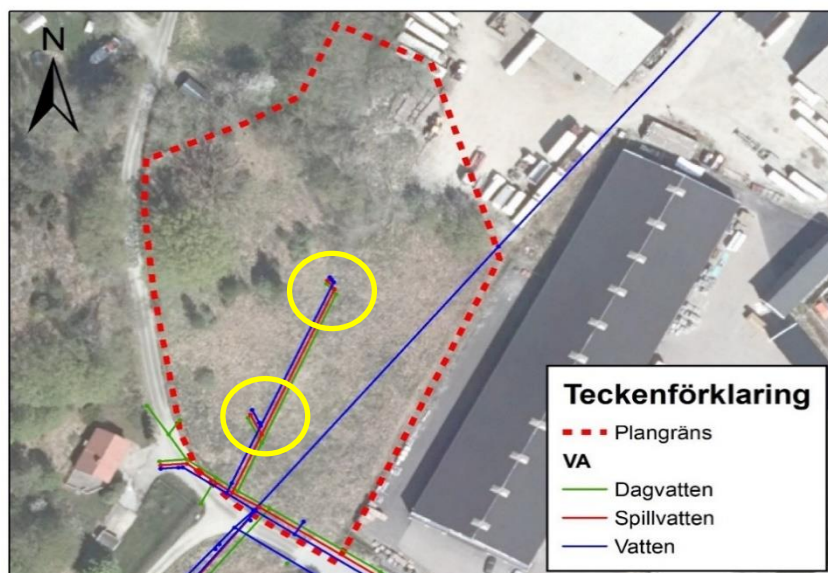 N
Teckenförklaring
Plangräns
VA
Dagvatten
Spillvatten
Vatten